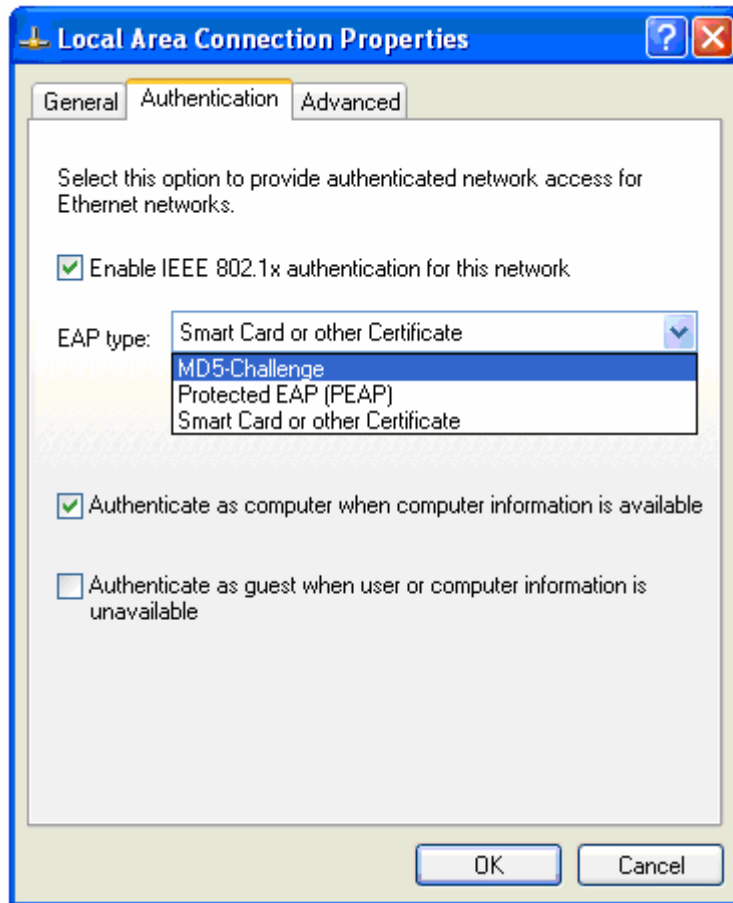 Local Area Connection Properties
General Authentication Advanced
Select this option to provide authenticated network access for
Ethernet networks.
Enable IEEE 802.1x authentication for this network
EAP type: Smart Card or other Certificate
MD5-Challenge
Protected EAP (PEAP)
Smart Card or other Certificate
Authenticate as computer when computer information is available
Authenticate as guest when user or computer information is
unavailable
OK Cancel